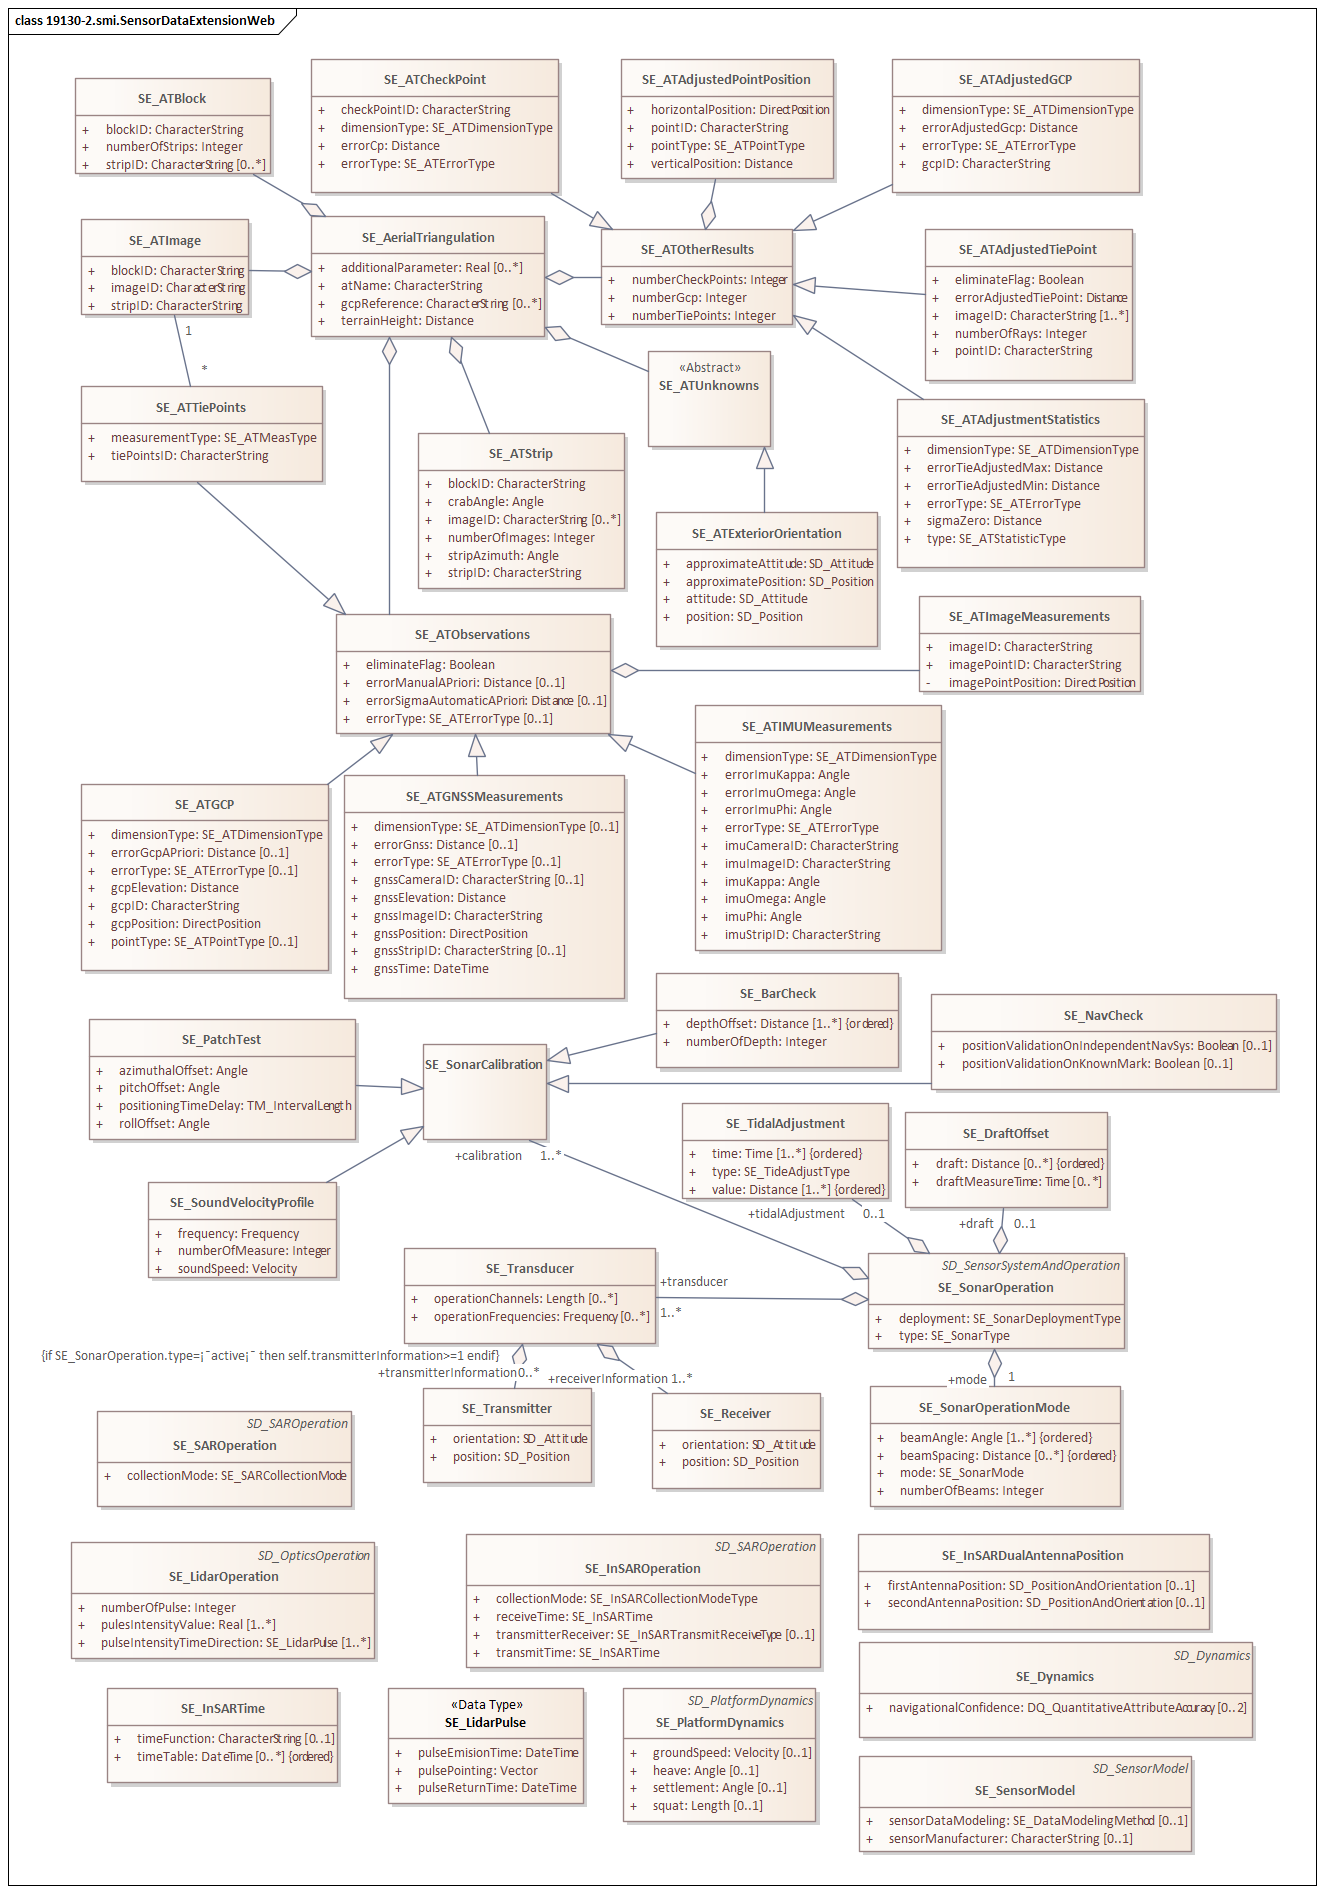 class 19130-2.smi.SensorDataExtensionWeb
SE_ATBlock
+ blockID: CharacterString
+ numberOfStrips: Integer
+ stripID: CharacterString [0..*]
SE_ATCheckPoint
+ checkPointID: CharacterString
+ dimensionType: SE_ATDimensionType
+ errorCp: Distance
+ errorType: SE_ATErrorType
SE_ATAdjustedPointPosition
+ horizontalPosition: DirectPosition
+ pointID: CharacterString
+ pointType: SE_ATPointType
+ verticalPosition: Distance
SE_ATAdjustedGCP
+ dimensionType: SE_ATDimensionType
+ errorAdjustedGcp: Distance
+ errorType: SE_ATErrorType
+ gcpID: CharacterString
SE_ATImage
+ blockID: CharacterString
+ imageID: CharacterString
+ stripID: CharacterString
SE_AerialTriangulation
+ additionalParameter: Real [0..*]
+ atName: CharacterString
+ gcpReference: CharacterString [0..*]
+ terrainHeight: Distance
SE_ATOtherResults
+ numberCheckPoints: Integer
+ numberGcp: Integer
+ numberTiePoints: Integer
SE_ATAdjustedTiePoint
+ eliminateFlag: Boolean
+ errorAdjustedTiePoint: Distance
+ imageID: CharacterString [1..*]
+ numberOfRays: Integer
+ pointID: CharacterString
1
*
«Abstract»
SE_ATUnknowns
SE_ATTiePoints
+ measurementType: SE_ATMeasType
+ tiePointsID: CharacterString
SE_ATStrip
+ blockID: CharacterString
+ crabAngle: Angle
+ imageID: CharacterString [0..*]
+ numberOfImages: Integer
+ stripAzimuth: Angle
+ stripID: CharacterString
SE_ATAdjustmentStatistics
+ dimensionType: SE_ATDimensionType
+ errorTieAdjustedMax: Distance
+ errorTieAdjustedMin: Distance
+ errorType: SE_ATErrorType
+ sigmaZero: Distance
+ type: SE_ATStatisticType
SE_ATExteriorOrientation
+ approximateAttitude: SD_Attitude
+ approximatePosition: SD_Position
+ attitude: SD_Attitude
+ position: SD_Position
SE_ATObservations
+ eliminateFlag: Boolean
+ errorManualAPriori: Distance [0..1]
+ errorSigmaAutomaticAPriori: Distance [0..1]
+ errorType: SE_ATErrorType [0..1]
SE_ATImageMeasurements
+ imageID: CharacterString
+ imagePointID: CharacterString
- imagePointPosition: DirectPosition
SE_ATGCP
+ dimensionType: SE_ATDimensionType
+ errorGcpAPriori: Distance [0..1]
+ errorType: SE_ATErrorType [0..1]
+ gcpElevation: Distance
+ gcpID: CharacterString
+ gcpPosition: DirectPosition
+ pointType: SE_ATPointType [0..1]
SE_ATGNSSMeasurements
+ dimensionType: SE_ATDimensionType [0..1]
+ errorGnss: Distance [0..1]
+ errorType: SE_ATErrorType [0..1]
+ gnssCameraID: CharacterString [0..1]
+ gnssElevation: Distance
+ gnssImageID: CharacterString
+ gnssPosition: DirectPosition
+ gnssStripID: CharacterString [0..1]
+ gnssTime: DateTime
SE_ATIMUMeasurements
+ dimensionType: SE_ATDimensionType
+ errorImuKappa: Angle
+ errorImuOmega: Angle
+ errorImuPhi: Angle
+ errorType: SE_ATErrorType
+ imuCameraID: CharacterString
+ imuImageID: CharacterString
+ imuKappa: Angle
+ imuOmega: Angle
+ imuPhi: Angle
+ imuStripID: CharacterString
SE_BarCheck
+ depthOffset: Distance [1..*] {ordered}
+ numberOfDepth: Integer
SE_NavCheck
+ positionValidationOnIndependentNavSys: Boolean [0..1]
+ positionValidationOnKnownMark: Boolean [0..1]
SE_PatchTest
+ azimuthalOffset: Angle
+ pitchOffset: Angle
+ positioningTimeDelay: TM_IntervalLength
+ rollOffset: Angle
SE_SonarCalibration
SE_TidalAdjustment
+ time: Time [1..*] {ordered}
+ type: SE_TideAdjustType
+ value: Distance [1..*] {ordered}
SE_DraftOffset
+ draft: Distance [0..*] {ordered}
+ draftMeasureTime: Time [0..*]
+calibration 1..*
+tidalAdjustment 0..1
+draft 0..1
SE_SoundVelocityProfile
+ frequency: Frequency
+ numberOfMeasure: Integer
+ soundSpeed: Velocity
SE_Transducer
+ operationChannels: Length [0..*]
+ operationFrequencies: Frequency [0..*]
+transducer
1..*
SD_SensorSystemAndOperation
SE_SonarOperation
+ deployment: SE_SonarDeploymentType
+ type: SE_SonarType
{if SE_SonarOperation.type=¡¯active¡¯ then self.transmitterInformation>=1 endif}
+transmitterInformation 0..*
+receiverInformation 1..*
+mode 1
SE_Transmitter
+ orientation: SD_Attitude
+ position: SD_Position
SE_Receiver
+ orientation: SD_Attitude
+ position: SD_Position
SE_SonarOperationMode
+ beamAngle: Angle [1..*] {ordered}
+ beamSpacing: Distance [0..*] {ordered}
+ mode: SE_SonarMode
+ numberOfBeams: Integer
SD_SAROperation
SE_SAROperation
+ collectionMode: SE_SARCollectionMode
SD_OpticsOperation
SE_LidarOperation
+ numberOfPulse: Integer
+ pulesIntensityValue: Real [1..*]
+ pulseIntensityTimeDirection: SE_LidarPulse [1..*]
SD_SAROperation
SE_InSAROperation
+ collectionMode: SE_InSARCollectionModeType
+ receiveTime: SE_InSARTime
+ transmitterReceiver: SE_InSARTransmitReceiveType [0..1]
+ transmitTime: SE_InSARTime
SE_InSARDualAntennaPosition
+ firstAntennaPosition: SD_PositionAndOrientation [0..1]
+ secondAntennaPosition: SD_PositionAndOrientation [0..1]
SD_Dynamics
SE_Dynamics
+ navigationalConfidence: DQ_QuantitativeAttributeAccuracy [0..2]
SE_InSARTime
+ timeFunction: CharacterString [0..1]
+ timeTable: DateTime [0..*] {ordered}
«Data Type»
SE_LidarPulse
+ pulseEmisionTime: DateTime
+ pulsePointing: Vector
+ pulseReturnTime: DateTime
SD_PlatformDynamics
SE_PlatformDynamics
+ groundSpeed: Velocity [0..1]
+ heave: Angle [0..1]
+ settlement: Angle [0..1]
+ squat: Length [0..1]
SD_SensorModel
SE_SensorModel
+ sensorDataModeling: SE_DataModelingMethod [0..1]
+ sensorManufacturer: CharacterString [0..1]